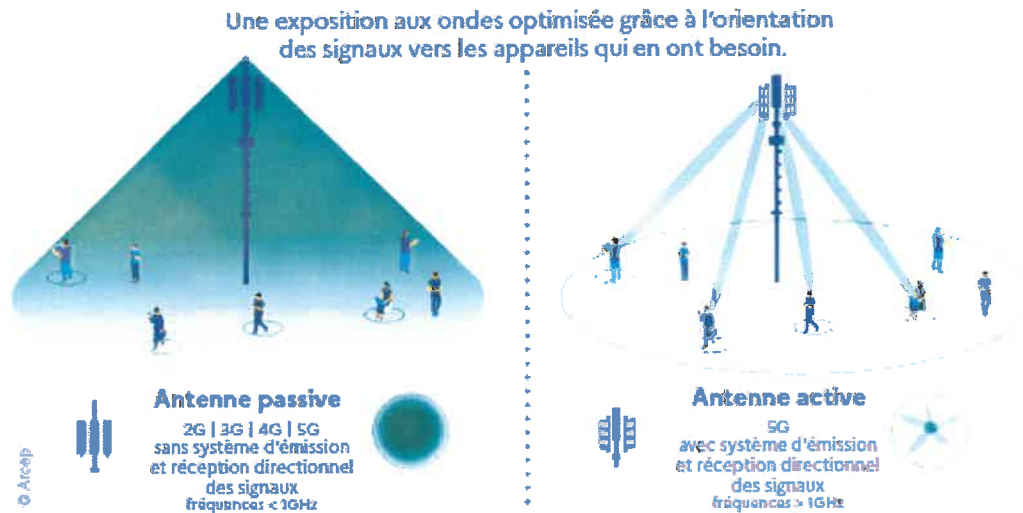 Une exposition aux ondes optimisée grâce à l'orientation
des signaux vers les appareils qui en ont besoin.
Antenne passive
2G | 3G | 4G | 5G
sans système d'émission
et réception directionnel
des signaux
fréquences < 1GHz
Antenne active
5G
avec système d'émission
et réception directionnel
des signaux
fréquences > 1GHz
© Arcep